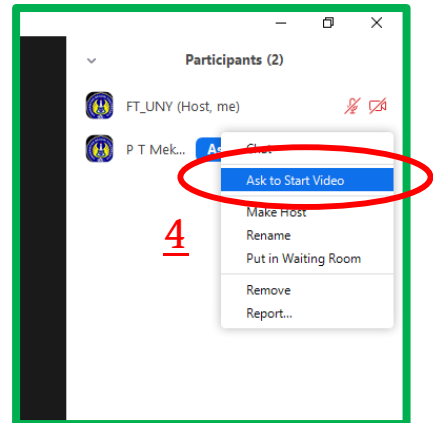 Participants (2)
FT_UNY (Host, me)
P T Mek...
Chat
Ask to Start Video
Make Host
Rename
Put in Waiting Room
Remove
Report...
4